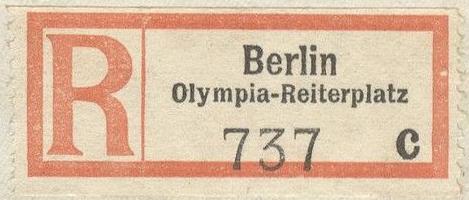 R
Berlin
Olympia-Reiterplatz
737 c